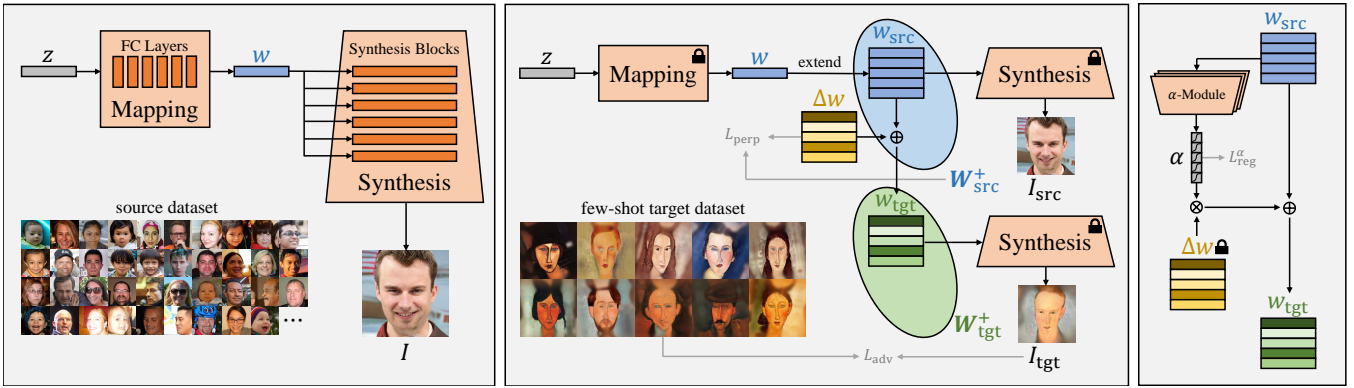 z
FC Layers
Mapping
w
Synthesis Blocks
Synthesis
source dataset
...
I
z
Mapping
w
extend
w_src
Synthesis
Δw
L_perp
⊕
W⁺_src
I_src
few-shot target dataset
w_tgt
Synthesis
W⁺_tgt
I_tgt
L_adv
w_src
α-Module
α
L^α_reg
⊗
⊕
Δw
w_tgt